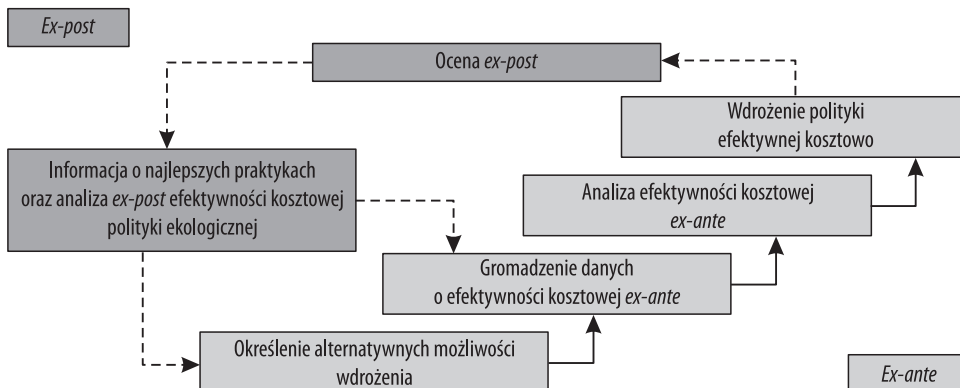 Ex-post
Ocena ex-post
Wdrożenie polityki
efektywnej kosztowo
Informacja o najlepszych praktykach
oraz analiza ex-post efektywności kosztowej
polityki ekologicznej
Analiza efektywności kosztowej
ex-ante
Gromadzenie danych
o efektywności kosztowej ex-ante
Określenie alternatywnych możliwości
wdrożenia
Ex-ante